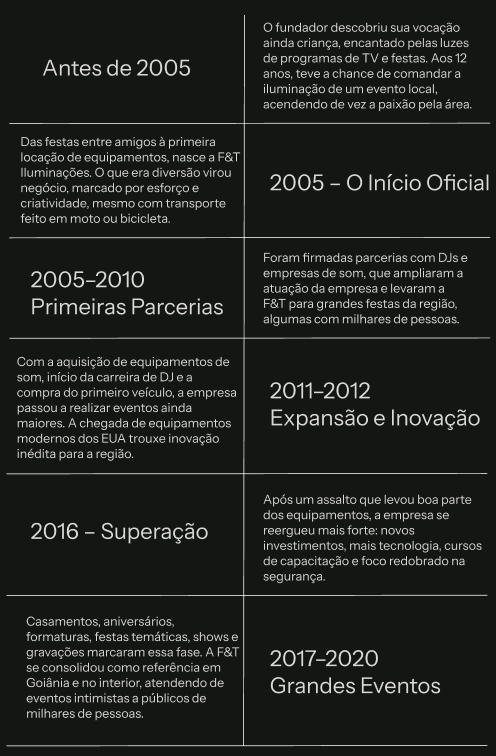 Antes de 2005
O fundador descobriu sua vocação
ainda criança, encantado pelas luzes
de programas de TV e festas. Aos 12
anos, teve a chance de comandar a
iluminação de um evento local,
acendendo de vez a paixão pela área.
Das festas entre amigos à primeira
locação de equipamentos, nasce a F&T
Iluminações. O que era diversão virou
negócio, marcado por esforço e
criatividade, mesmo com transporte
feito em moto ou bicicleta.
2005 – O Início Oficial
2005–2010
Primeiras Parcerias
Foram firmadas parcerias com DJs e
empresas de som, que ampliaram a
atuação da empresa e levaram a
F&T para grandes festas da região,
algumas com milhares de pessoas.
Com a aquisição de equipamentos de
som, início da carreira de DJ e a
compra do primeiro veículo, a empresa
passou a realizar eventos ainda
maiores. A chegada de equipamentos
modernos dos EUA trouxe inovação
inédita para a região.
2011–2012
Expansão e Inovação
2016 – Superação
Após um assalto que levou boa parte
dos equipamentos, a empresa se
reergueu mais forte: novos
investimentos, mais tecnologia, cursos
de capacitação e foco redobrado na
segurança.
Casamentos, aniversários,
formaturas, festas temáticas, shows e
gravações marcaram essa fase. A F&T
se consolidou como referência em
Goiânia e no interior, atendendo de
eventos intimistas a públicos de
milhares de pessoas.
2017–2020
Grandes Eventos